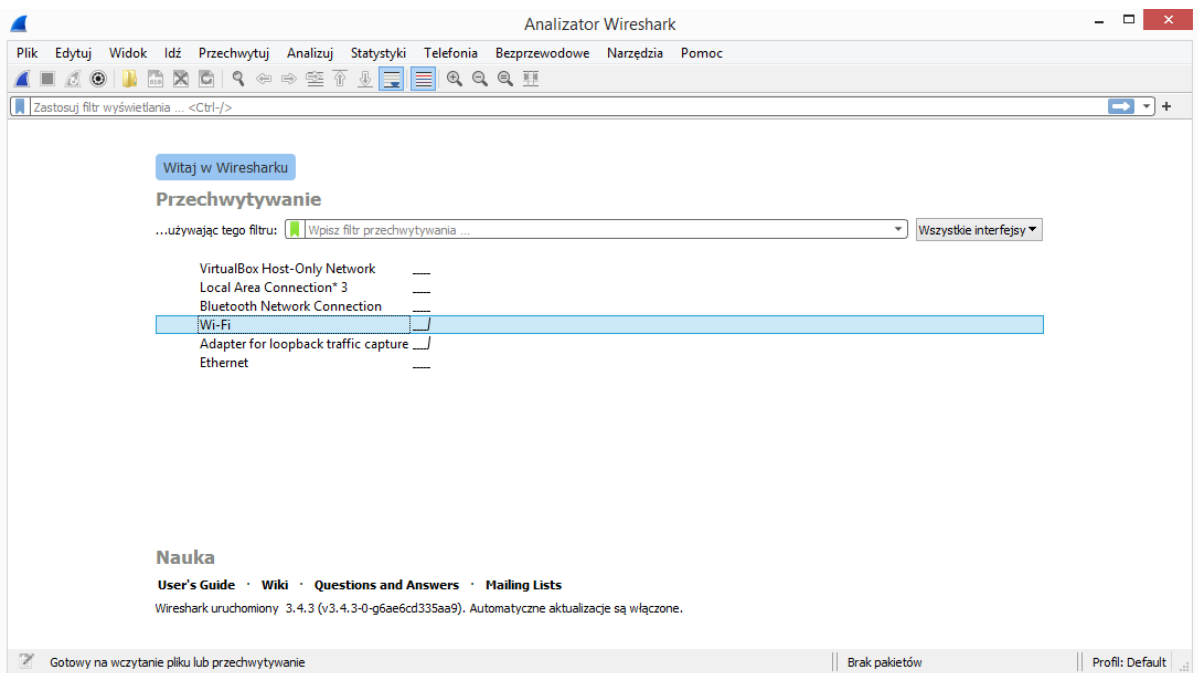 Analizator Wireshark
Plik Edytuj Widok Idź Przechwytuj Analizuj Statystyki Telefonia Bezprzewodowe Narzędzia Pomoc
Zastosuj filtr wyświetlania ... <Ctrl-/>
Witaj w Wiresharku
Przechwytywanie
...używając tego filtru: Wpisz filtr przechwytywania ... Wszystkie interfejsy
VirtualBox Host-Only Network
Local Area Connection* 3
Bluetooth Network Connection
Wi-Fi
Adapter for loopback traffic capture
Ethernet
Nauka
User's Guide · Wiki · Questions and Answers · Mailing Lists
Wireshark uruchomiony 3.4.3 (v3.4.3-0-g6ae6cd335aa9). Automatyczne aktualizacje są włączone.
Gotowy na wczytanie pliku lub przechwytywanie Brak pakietów Profil: Default